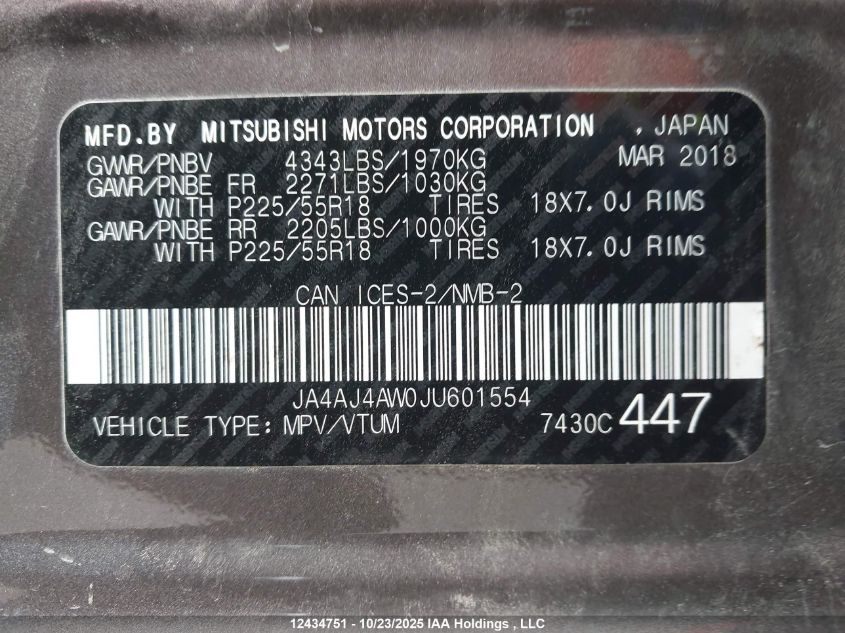 MFD.BY MITSUBISHI MOTORS CORPORATION , JAPAN
GVWR/PNBV 4343LBS/1970KG MAR 2018
GAWR/PNBE FR 2271LBS/1030KG
WITH P225/55R18 TIRES 18X7.0J RIMS
GAWR/PNBE RR 2205LBS/1000KG
WITH P225/55R18 TIRES 18X7.0J RIMS
CAN ICES-2/NMB-2
JA4AJ4AW0JU601554
VEHICLE TYPE: MPV/VTUM 7430C 447
12434751 - 10/23/2025 IAA Holdings , LLC